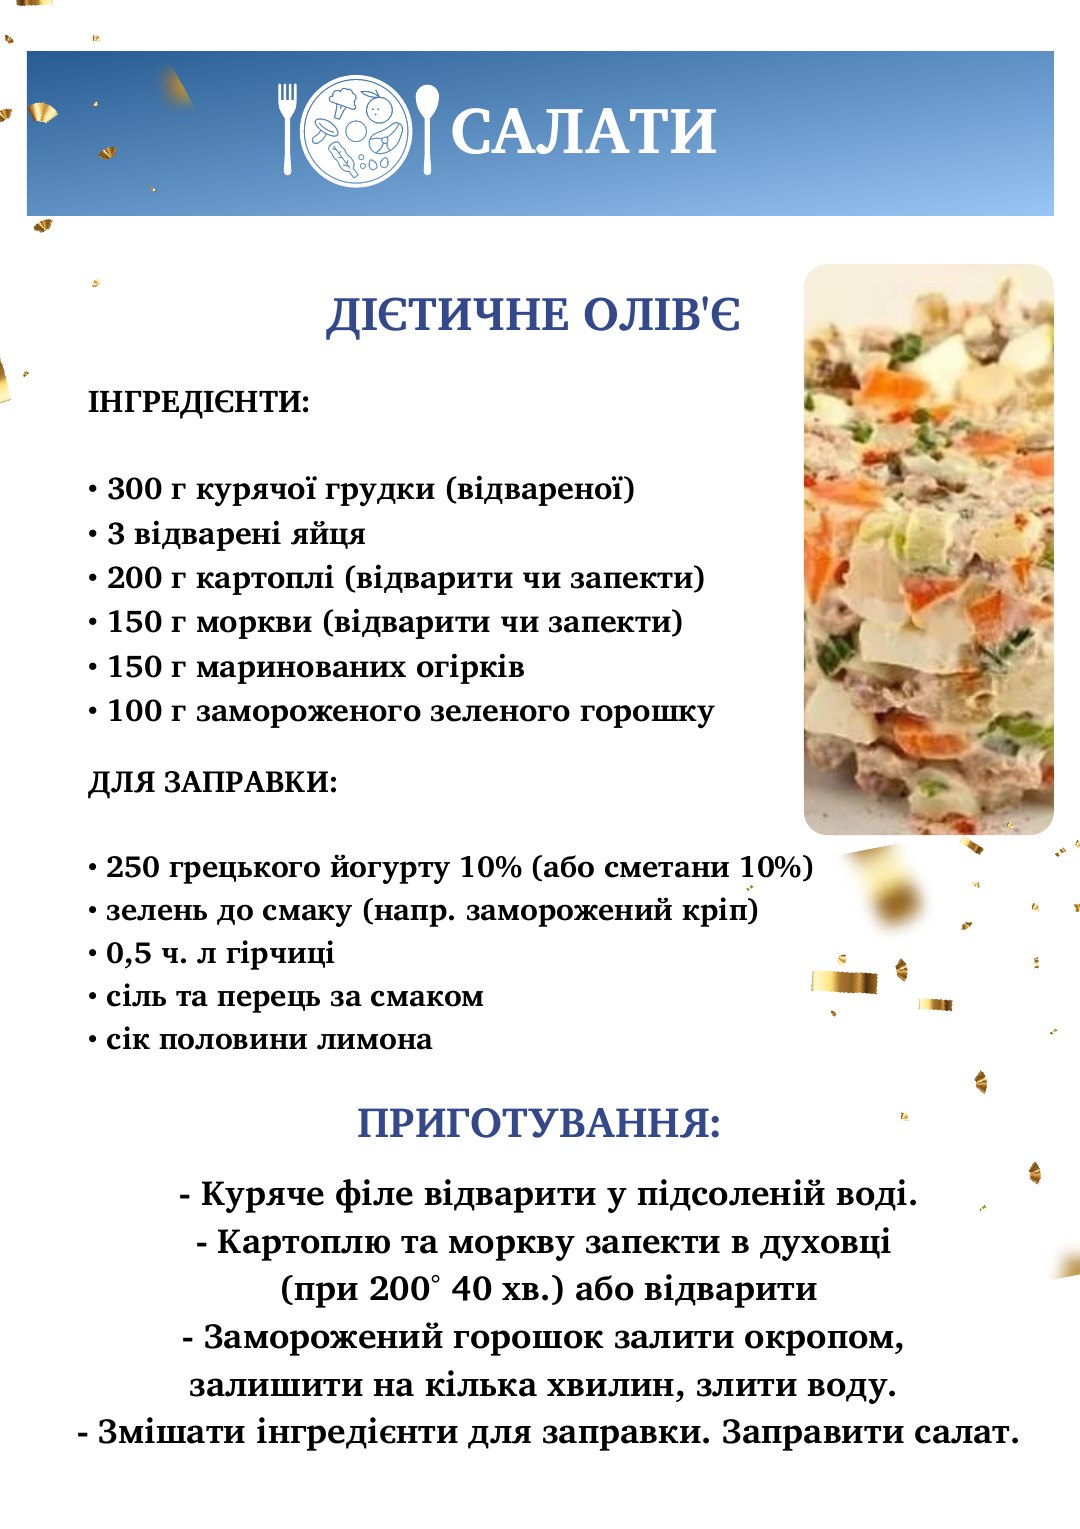 САЛАТИ
ДІЄТИЧНЕ ОЛІВ'Є
ІНГРЕДІЄНТИ:
• 300 г курячої грудки (відвареної)
• 3 відварені яйця
• 200 г картоплі (відварити чи запекти)
• 150 г моркви (відварити чи запекти)
• 150 г маринованих огірків
• 100 г замороженого зеленого горошку
ДЛЯ ЗАПРАВКИ:
• 250 грецького йогурту 10% (або сметани 10%)
• зелень до смаку (напр. заморожений кріп)
• 0,5 ч. л гірчиці
• сіль та перець за смаком
• сік половини лимона
ПРИГОТУВАННЯ:
- Куряче філе відварити у підсоленій воді.
- Картоплю та моркву запекти в духовці
(при 200° 40 хв.) або відварити
- Заморожений горошок залити окропом,
залишити на кілька хвилин, злити воду.
- Змішати інгредієнти для заправки. Заправити салат.